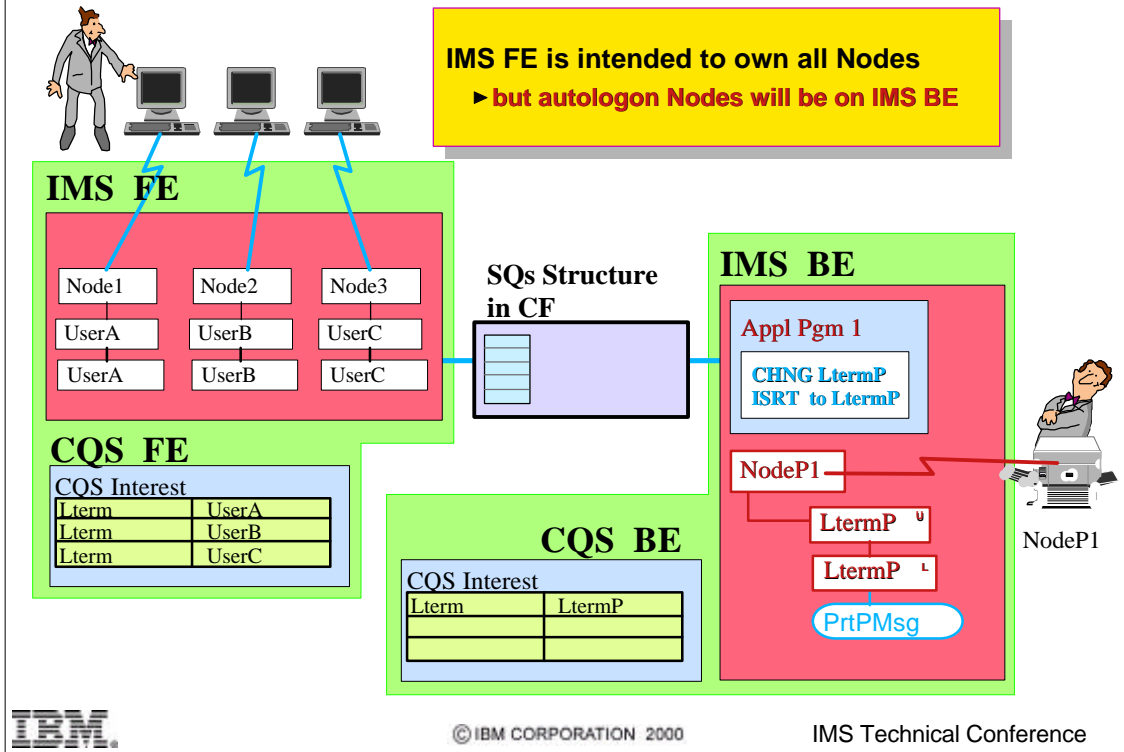 IMS FE is intended to own all Nodes
►but autologon Nodes will be on IMS BE
IMS FE
Node1
Node2
Node3
UserA
UserB
UserC
UserA
UserB
UserC
CQS FE
CQS Interest
Lterm UserA
Lterm UserB
Lterm UserC
SQs Structure
in CF
IMS BE
Appl Pgm 1
CHNG LtermP
ISRT to LtermP
NodeP1
LtermP U
LtermP L
PrtPMsg
NodeP1
CQS BE
CQS Interest
Lterm LtermP
IBM.
© IBM CORPORATION 2000
IMS Technical Conference